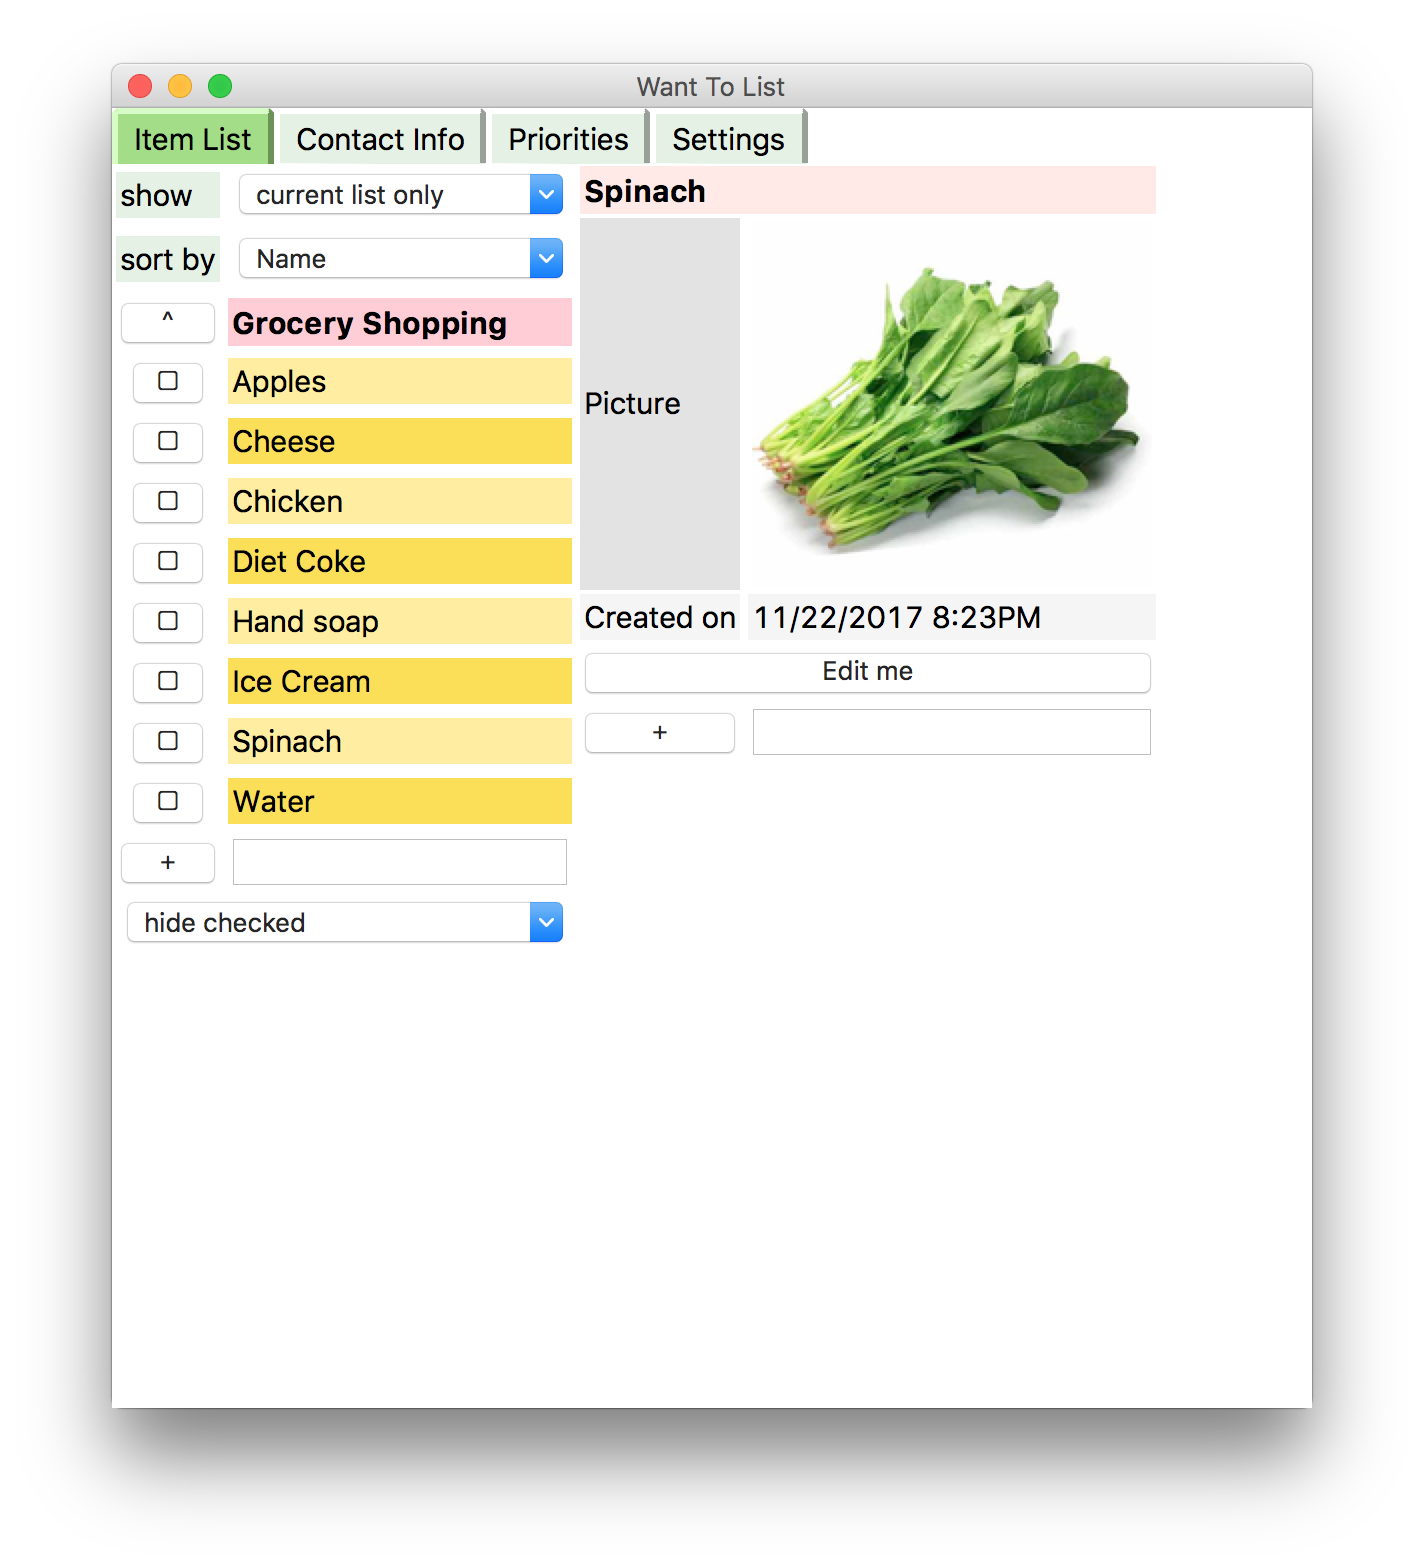 Want To List
Item List Contact Info Priorities Settings
show current list only
sort by Name
^ Grocery Shopping
Apples
Cheese
Chicken
Diet Coke
Hand soap
Ice Cream
Spinach
Water
+
hide checked
Spinach
Picture
Created on 11/22/2017 8:23PM
Edit me
+